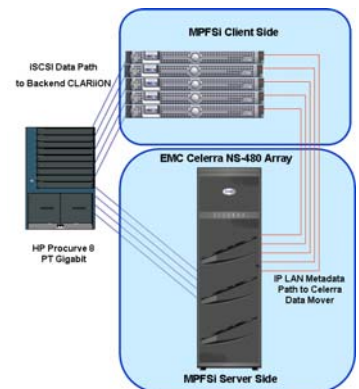 MPFSi Client Side
iSCSI Data Path
to Backend CLARiiON
EMC Celerra NS-480 Array
HP Procurve 8
PT Gigabit
IP LAN Metadata
Path to Celerra
Data Mover
MPFSi Server Side